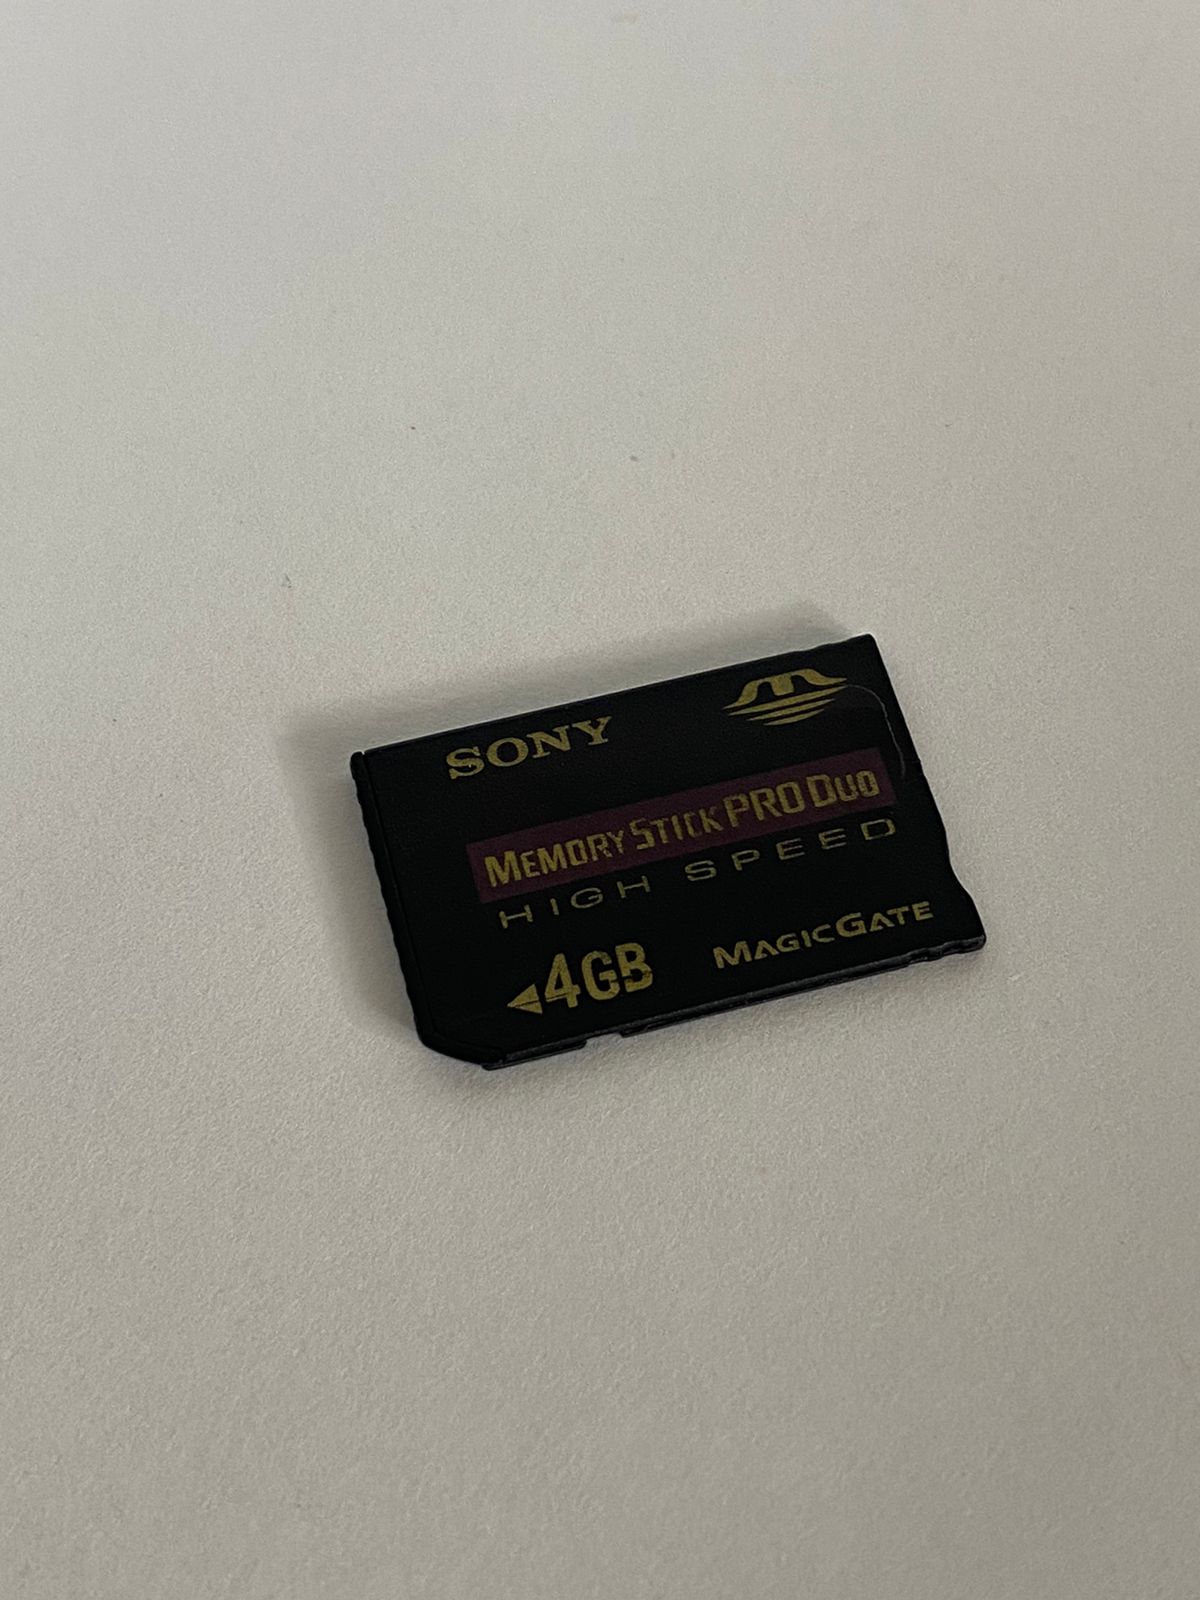 SONY
MEMORY STICK PRO DUO
HIGH SPEED
4GB
MAGICGATE